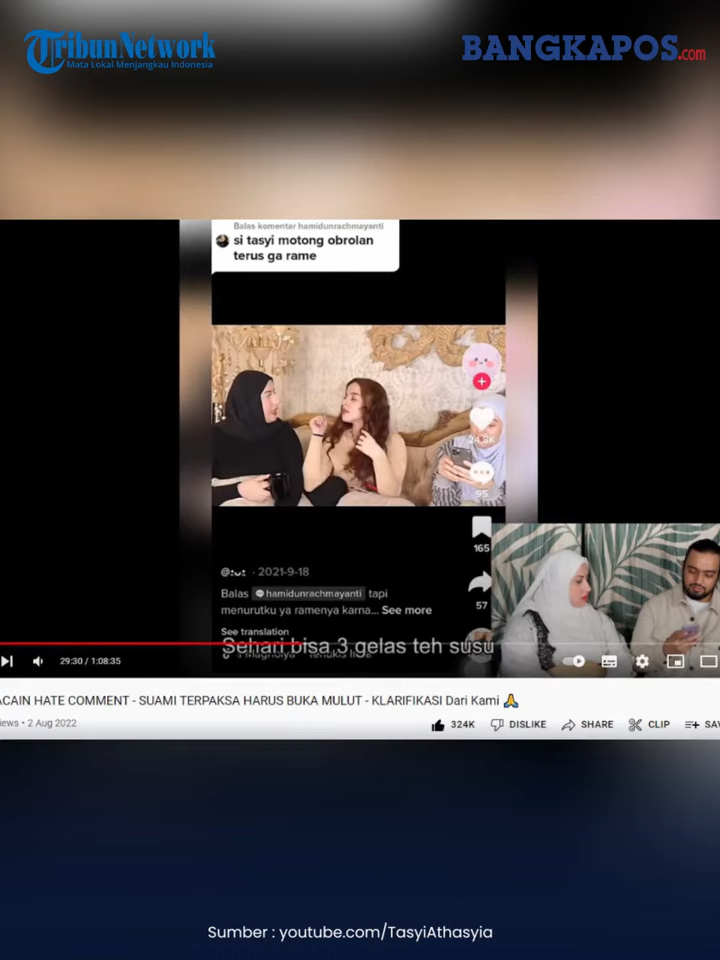 TribunNetwork
Mata Lokal Menjangkau Indonesia
BANGKAPOS.com
Balas komentar hamidunrachmayanti
si tasyi motong obrolan
terus ga rame
24.8K
95
165
57
2021-9-18
Balas hamidunrachmayanti tapi
menurutku ya ramenya karna... See more
See translation
Sehari bisa 3 gelas teh susu
29:30 / 1:08:35
ACAIN HATE COMMENT - SUAMI TERPAKSA HARUS BUKA MULUT - KLARIFIKASI Dari Kami 🙏
iews • 2 Aug 2022
324K DISLIKE SHARE CLIP SAV
Sumber : youtube.com/TasyiAthasyia